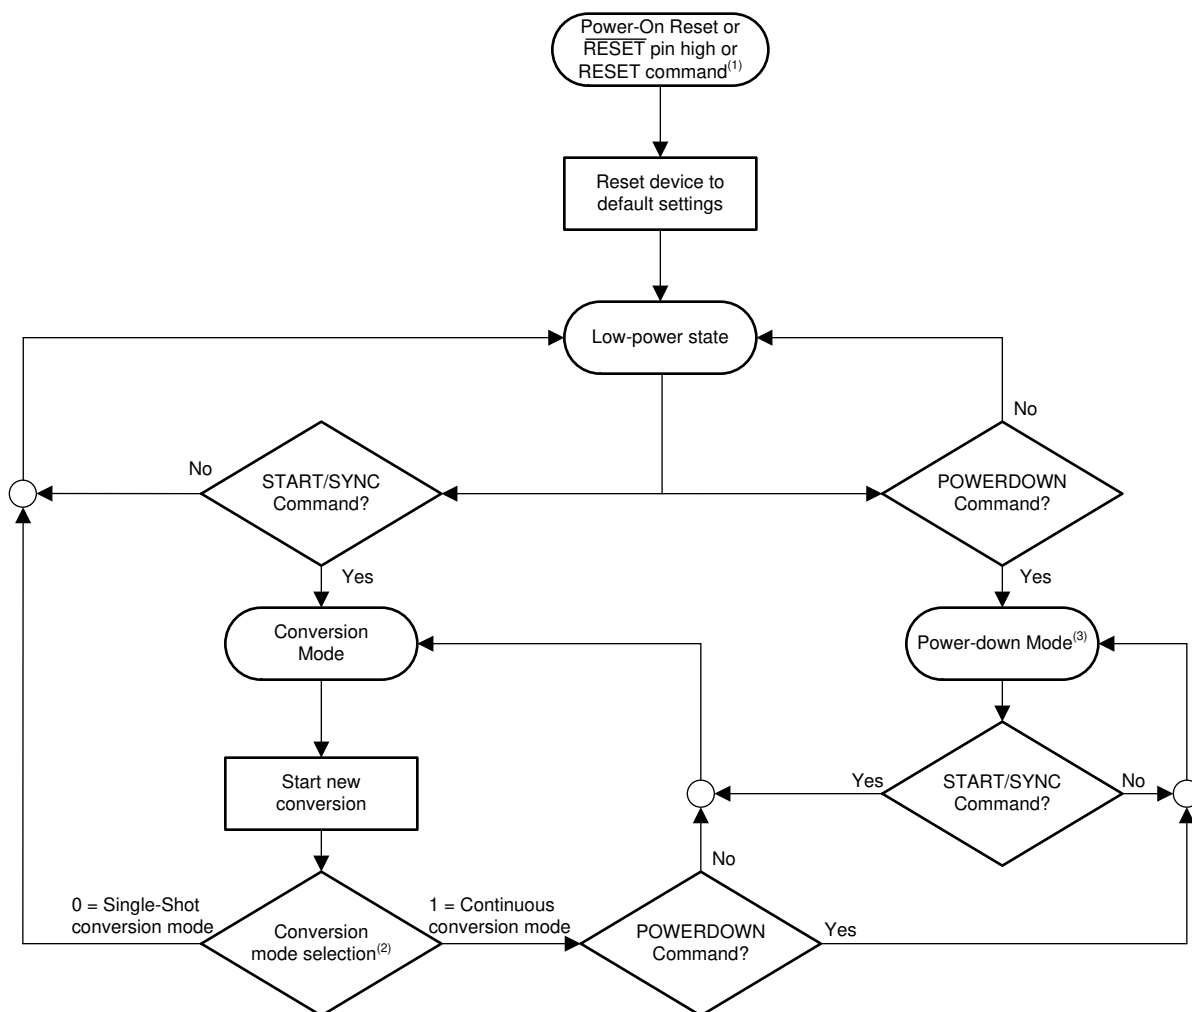 Power-On Reset or
RESET pin high or
RESET command(1)
Reset device to
default settings
Low-power state
No
No
START/SYNC
Command?
POWERDOWN
Command?
Yes
Yes
Conversion
Mode
Power-down Mode(3)
Start new
conversion
Yes
START/SYNC
Command?
No
No
0 = Single-Shot
conversion mode
Conversion
mode selection(2)
1 = Continuous
conversion mode
POWERDOWN
Command?
Yes